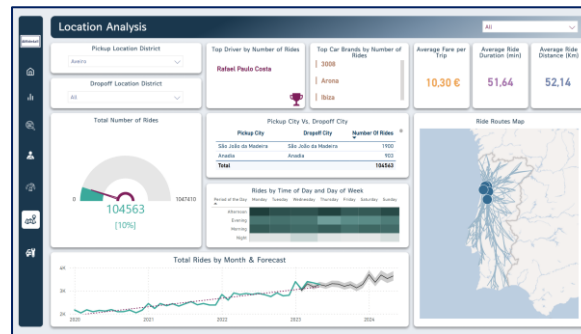 Location Analysis
All
Pickup Location District
Aveiro
Dropoff Location District
All
Top Driver by Number of Rides
Rafael Paulo Costa
Top Car Brands by Number of Rides
3008
Arona
Ibiza
Average Fare per Trip
10,30 €
Average Ride Duration (min)
51,64
Average Ride Distance (Km)
52,14
Total Number of Rides
0
1047610
104563
[10%]
Pickup City Vs. Dropoff City
Pickup City Dropoff City Number Of Rides
São João da Madeira São João da Madeira 1900
Anadia Anadia 903
Total 104563
Rides by Time of Day and Day of Week
Period of the Day Monday Tuesday Wednesday Thursday Friday Saturday Sunday
Afternoon
Evening
Morning
Night
Ride Routes Map
Total Rides by Month & Forecast
2020 2021 2022 2023 2024